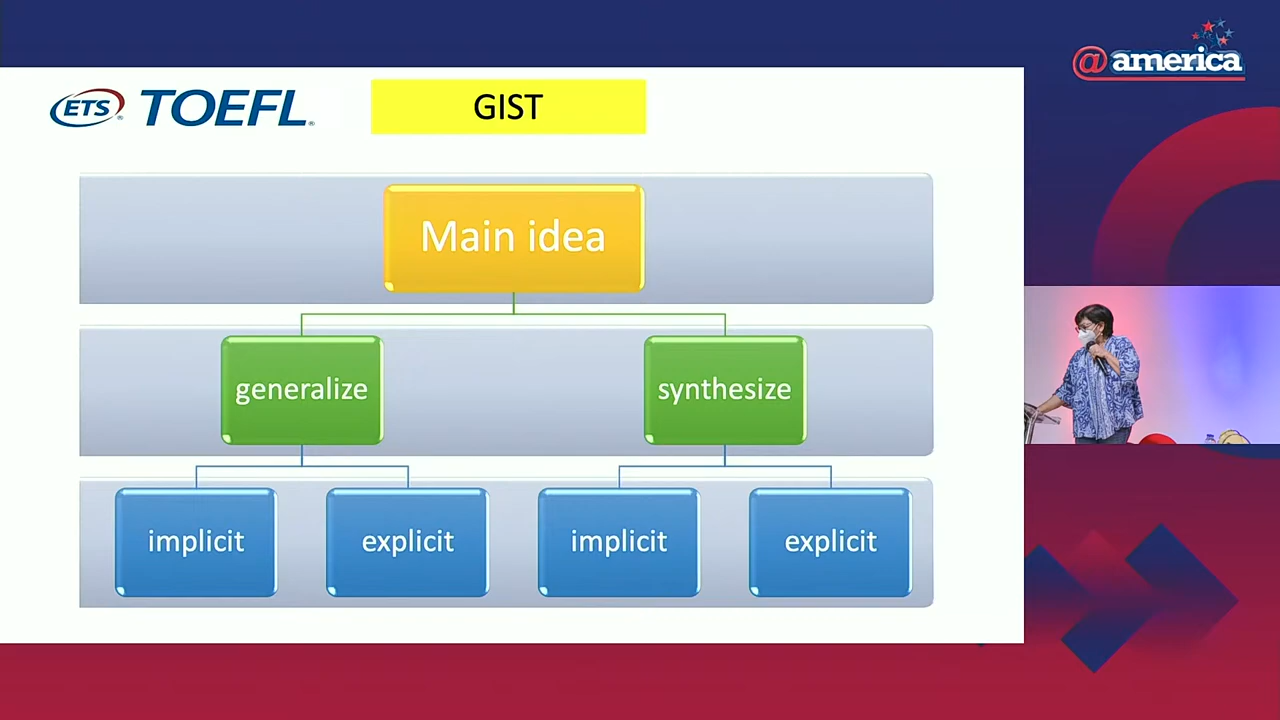 @america
ETS
TOEFL
GIST
Main idea
generalize
synthesize
implicit
explicit
implicit
explicit